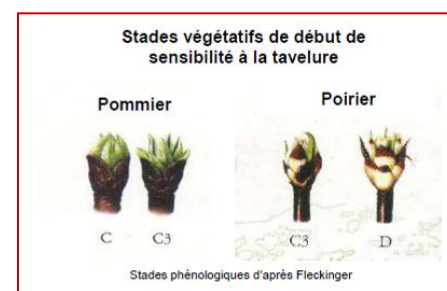 Stades végétatifs de début de
sensibilité à la tavelure
Pommier
Poirier
C
C3
C3
D
Stades phénologiques d'après Fleckinger